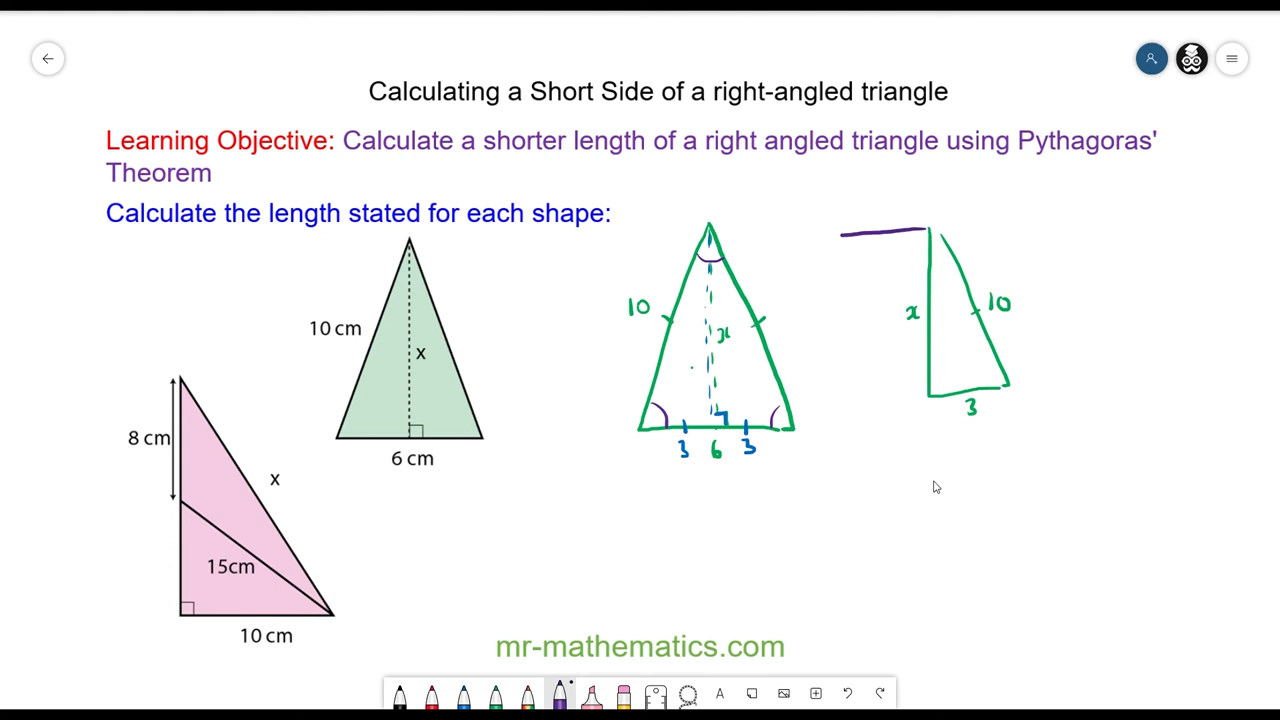 Calculating a Short Side of a right-angled triangle
Learning Objective: Calculate a shorter length of a right angled triangle using Pythagoras'
Theorem
Calculate the length stated for each shape:
10 cm
x
6 cm
8 cm
x
15cm
10 cm
10
x
3 6 3
x
10
3
mr-mathematics.com
A